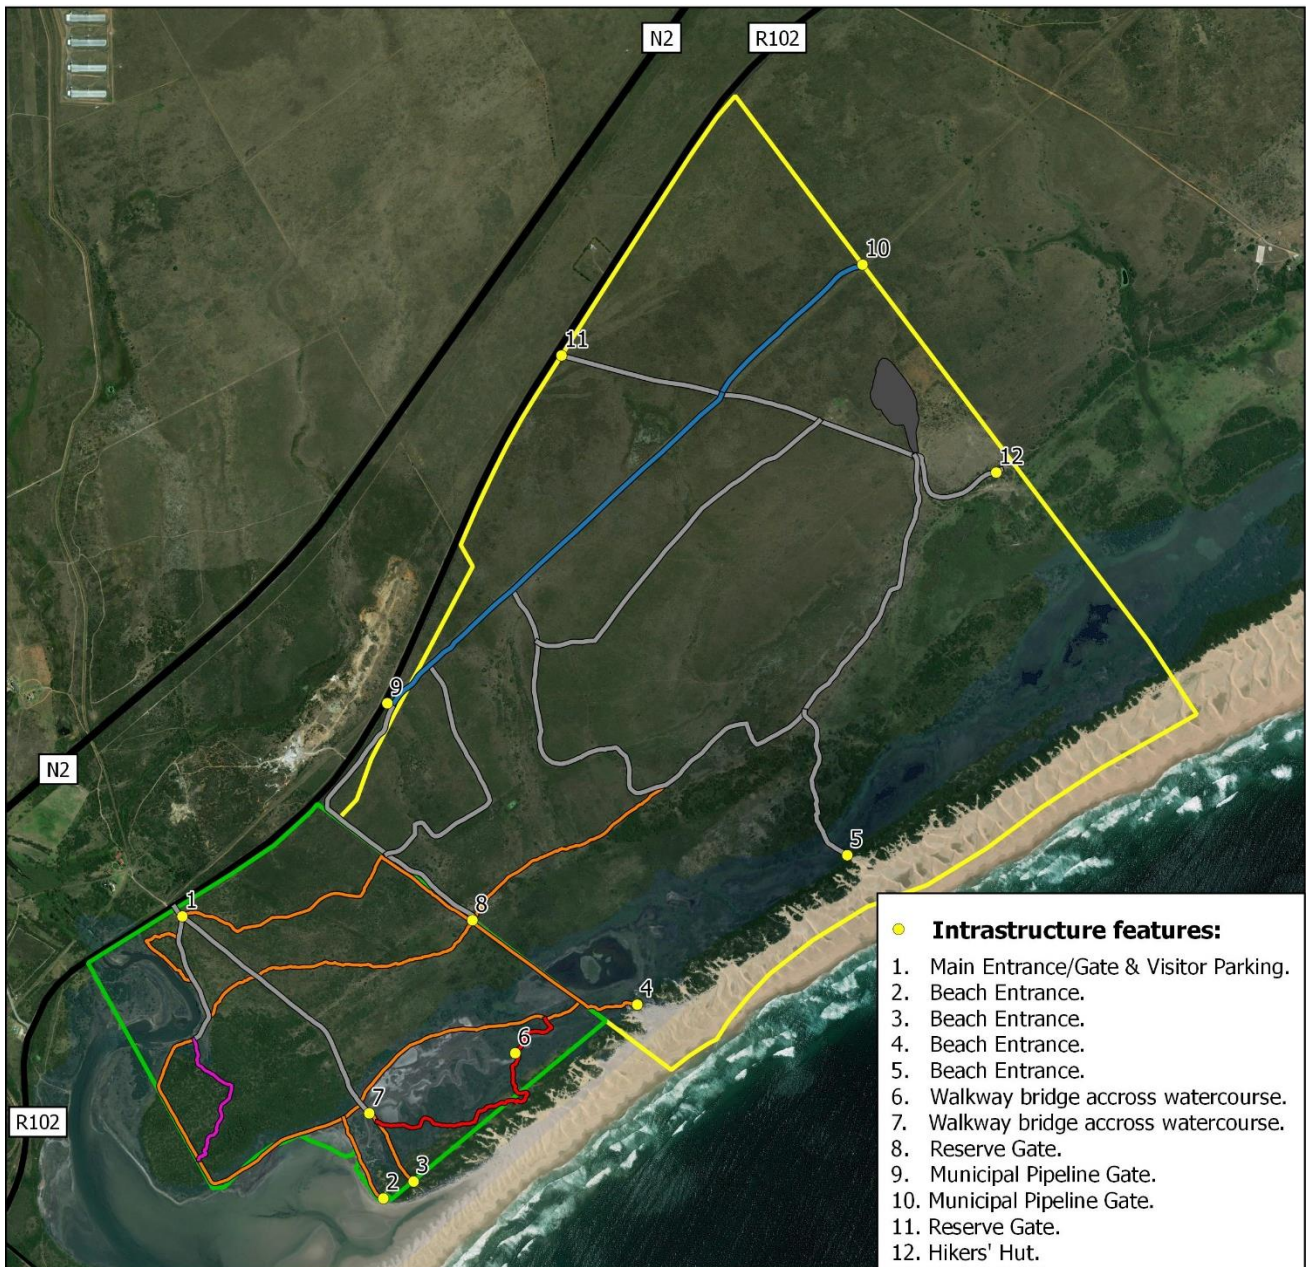 N2
R102
10
11
12
9
N2
5
1
8
4
6
7
R102
3
2
Intrastructure features:
1. Main Entrance/Gate & Visitor Parking.
2. Beach Entrance.
3. Beach Entrance.
4. Beach Entrance.
5. Beach Entrance.
6. Walkway bridge accross watercourse.
7. Walkway bridge accross watercourse.
8. Reserve Gate.
9. Municipal Pipeline Gate.
10. Municipal Pipeline Gate.
11. Reserve Gate.
12. Hikers' Hut.